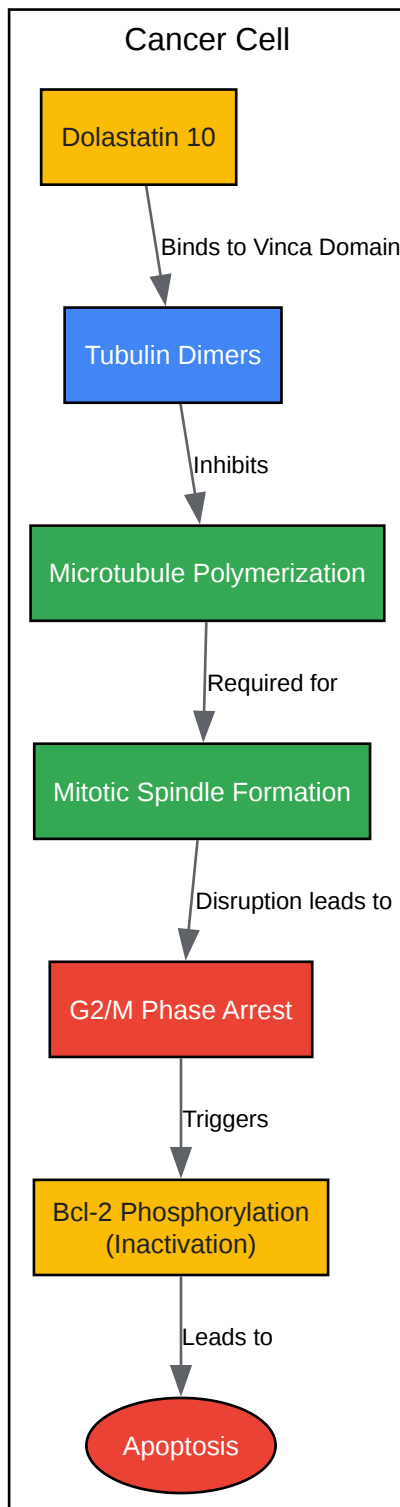 Cancer Cell
Dolastatin 10
Binds to Vinca Domain
Tubulin Dimers
Inhibits
Microtubule Polymerization
Required for
Mitotic Spindle Formation
Disruption leads to
G2/M Phase Arrest
Triggers
Bcl-2 Phosphorylation
(Inactivation)
Leads to
Apoptosis